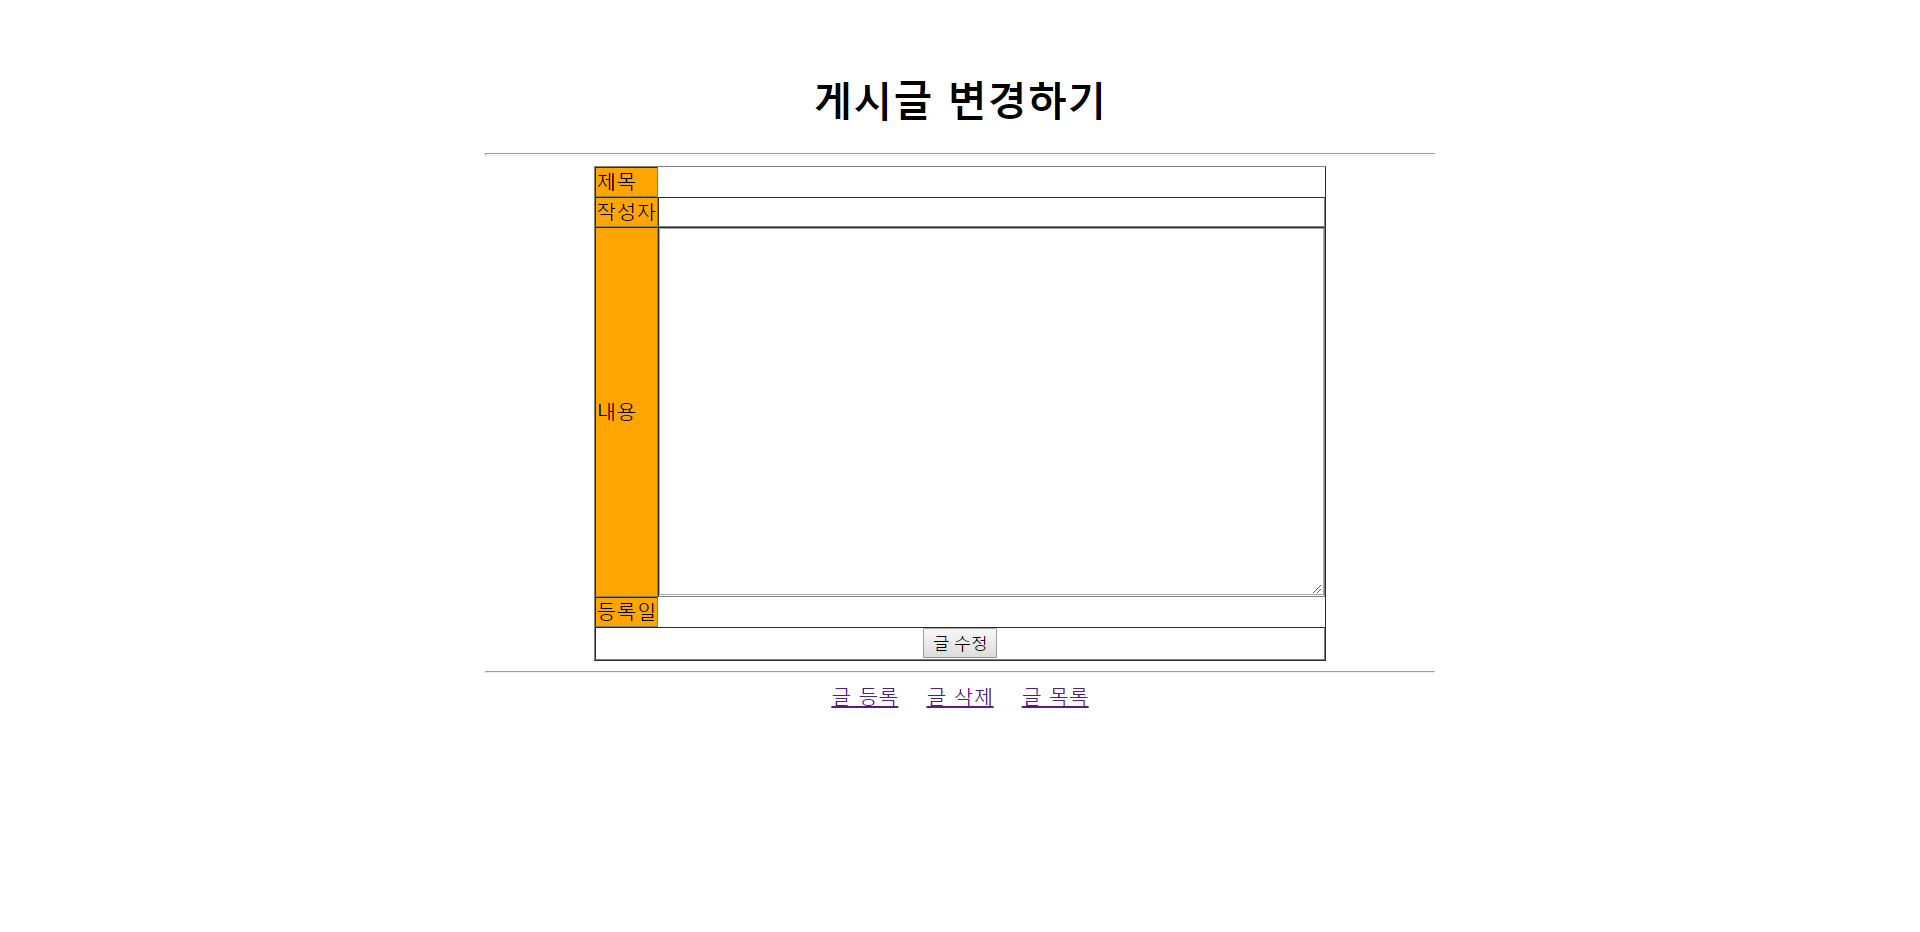 게시글 변경하기
제목
작성자
내용
등록일
글 수정
글 등록 글 삭제 글 목록